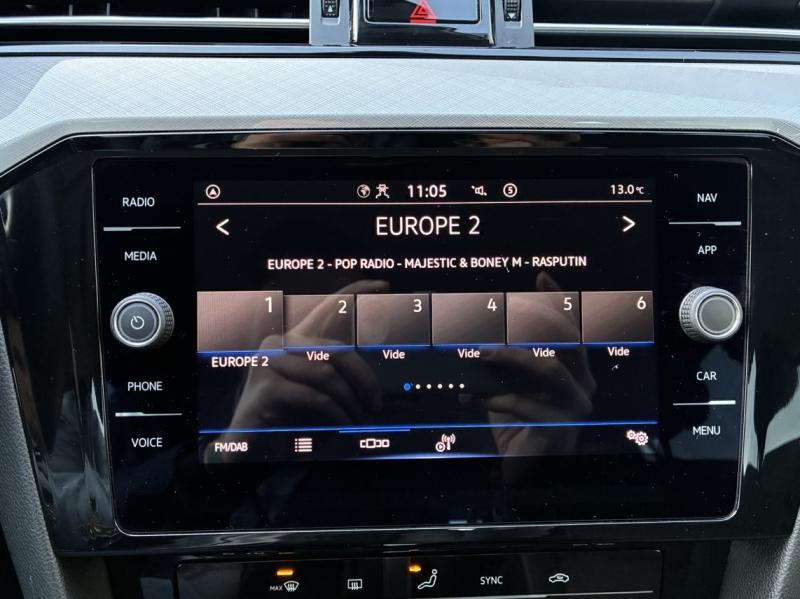 RADIO
MEDIA
PHONE
VOICE
11:05
5
13.0°C
< EUROPE 2 >
EUROPE 2 - POP RADIO - MAJESTIC & BONEY M - RASPUTIN
1 2 3 4 5 6
EUROPE 2 Vide Vide Vide Vide Vide
FM/DAB
NAV
APP
CAR
MENU
MAX
SYNC